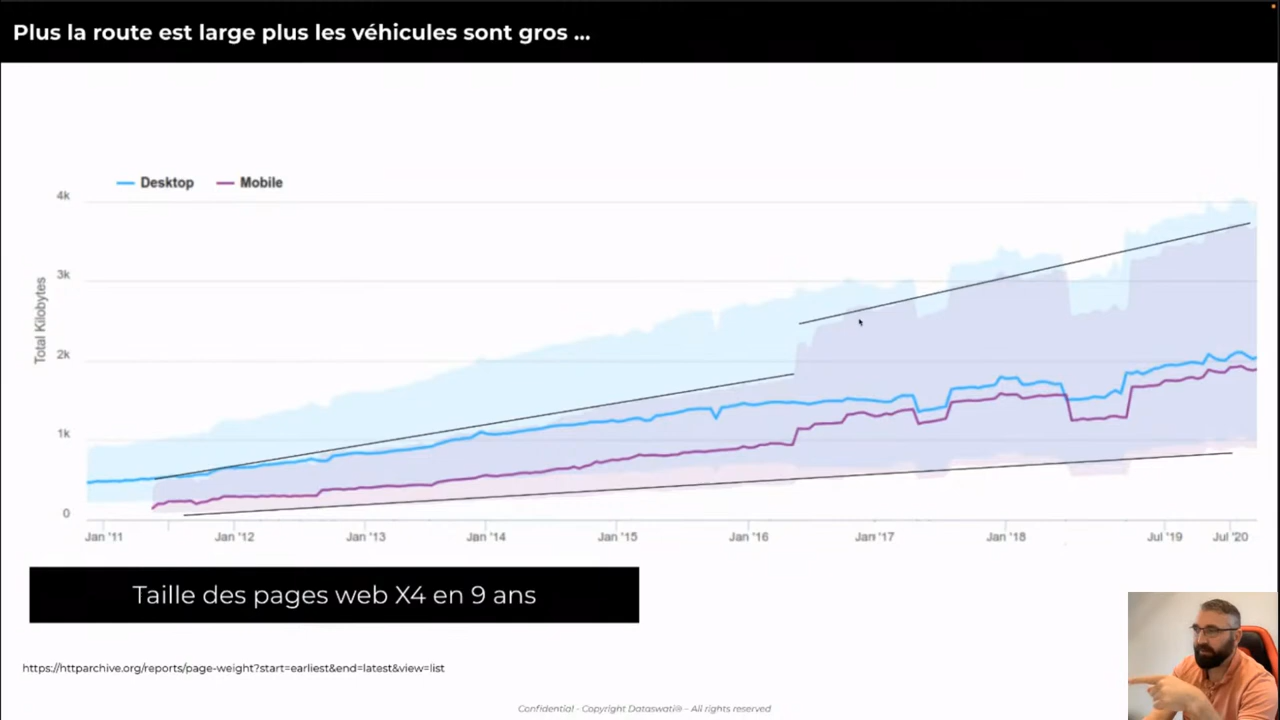 Plus la route est large plus les véhicules sont gros ...
Desktop Mobile
4k
3k
2k
1k
0
Total Kilobytes
Jan '11 Jan '12 Jan '13 Jan '14 Jan '15 Jan '16 Jan '17 Jan '18 Jul '19 Jul '20
Taille des pages web X4 en 9 ans
https://httparchive.org/reports/page-weight?start=earliest&end=latest&view=list
Confidential - Copyright Dataswati® - All rights reserved